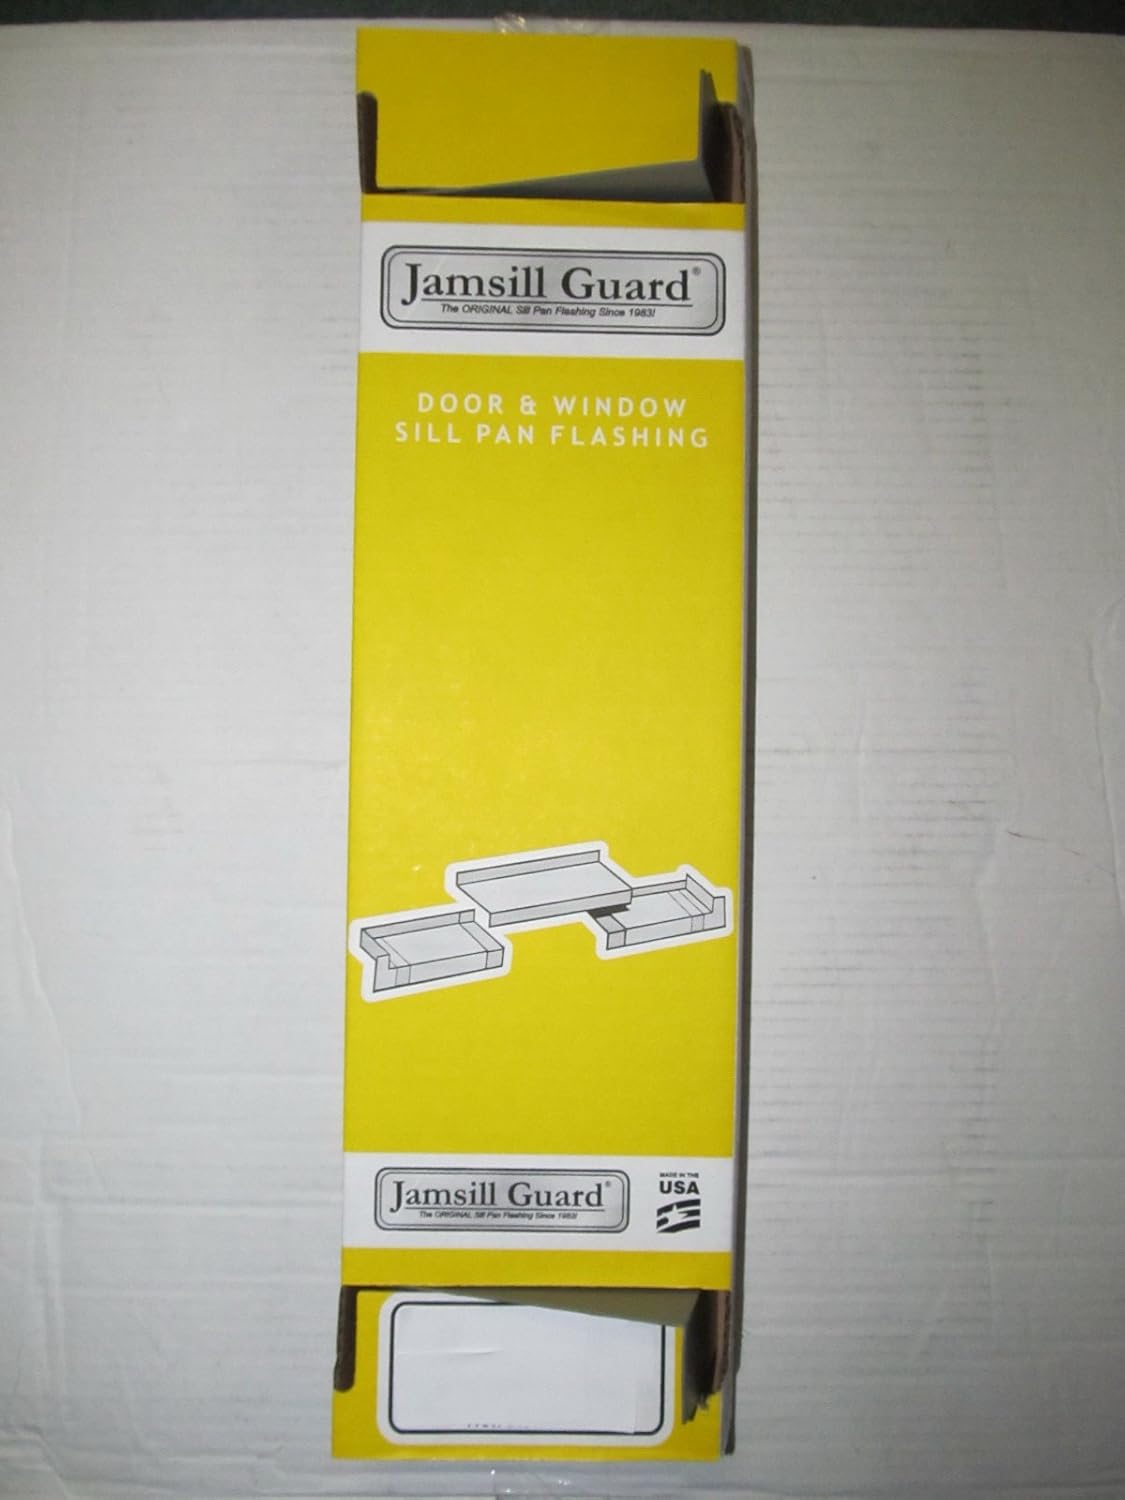 Jamsill Guard®
The ORIGINAL Sill Pan Flashing Since 1983!
DOOR & WINDOW
SILL PAN FLASHING
Jamsill Guard®
The ORIGINAL Sill Pan Flashing Since 1983!
MADE IN THE
USA